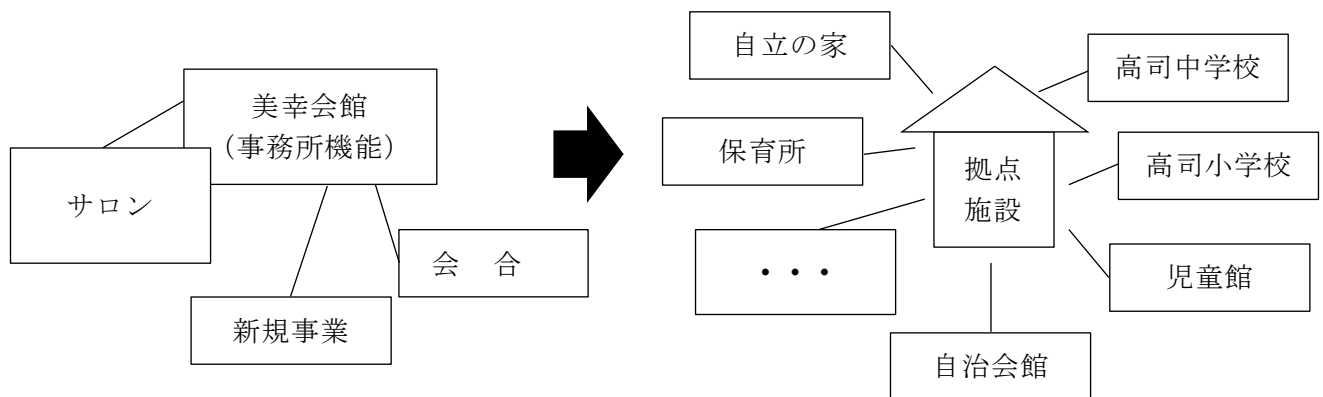 美幸会館
(事務所機能)
サロン
会　合
新規事業
自立の家
保育所
・・・
拠点
施設
高司中学校
高司小学校
児童館
自治会館